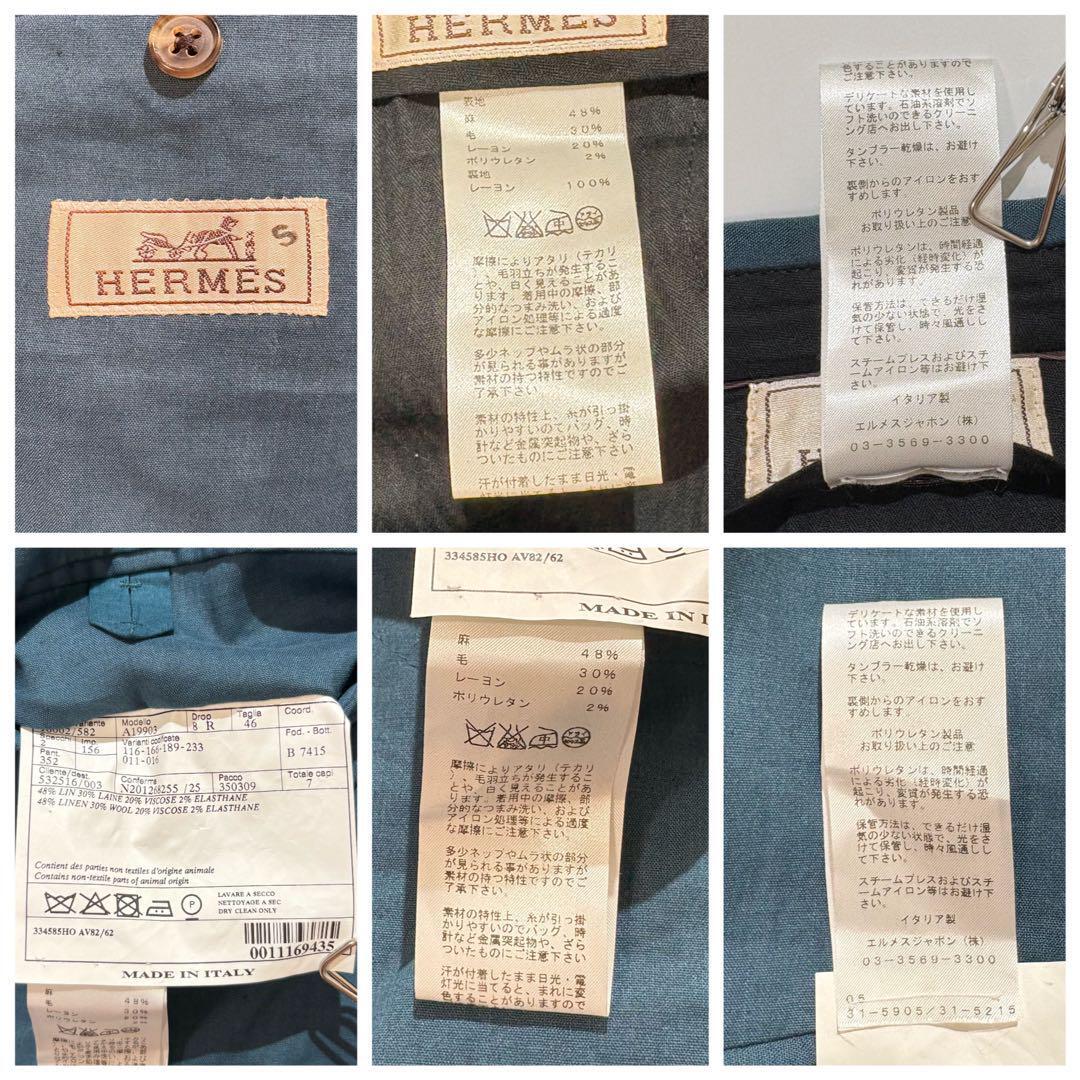 HERMÈS
S
HERMÈS
表地
麻 48%
毛 30%
レーヨン 20%
ポリウレタン 2%
裏地
レーヨン 100%
摩擦によりアタリ(テカリ
)、毛羽立ちが発生するこ
とや、白く見えることがあ
ります。着用中の摩擦、部
分的なつまみ洗い、および
アイロン処理等による過度
な摩擦にご注意下さい。
多少ネップやムラ状の部分
が見られる事がありますが
素材の持つ特性ですのでご
了承下さい
素材の特性上、糸が引っ掛
かりやすいのでバッグ、時
計など金属突起物や、ざら
ついたものにご注意下さい
汗が付着したまま日光・電
灯光に当てると、まれに変
色することがありますので
ご注意下さい。
デリケートな素材を使用し
ています。石油系溶剤でソ
フト洗いのできるクリーニ
ング店へお出し下さい。
タンブラー乾燥は、お避け
下さい。
裏側からのアイロンをおす
すめします
ポリウレタン製品
お取り扱い上のご注意
ポリウレタンは、時間経過
による劣化(経時変化)が
起こり、変質が発生する恐
れがあります。
保管方法は、できるだけ湿
気の少ない状態で、光をさ
けて保管し、時々風通しし
て下さい。
スチームプレスおよびスチ
ームアイロン等はお避け下
さい。
イタリア製
エルメスジャポン(株)
03-3569-3300
Modello Drop Taglia Coord.
/582 A19903 8 R 46
Imp. Varianti confezionate Fod. - Bott.
2 156 116-166-189-233 B 7415
Pant.
352 011-016
Cliente/dest. Conferma Pacco Totale capi
532516/003 N201268255 /25 350309 7
48% LIN 30% LAINE 20% VISCOSE 2% ELASTHANE
48% LINEN 30% WOOL 20% VISCOSE 2% ELASTHANE
Contient des parties non textiles d'origine animale
Contains non-textile parts of animal origin
LAVARE A SECCO
NETTOYAGE A SEC
P DRY CLEAN ONLY
334585HO AV82/62
0011169435
MADE IN ITALY
麻 48%
毛 30%
レーヨン 20%
334585HO AV82/62
MADE IN I
麻 48%
毛 30%
レーヨン 20%
ポリウレタン 2%
摩擦によりアタリ(テカリ
)、毛羽立ちが発生するこ
とや、白く見えることがあ
ります。着用中の摩擦、部
分的なつまみ洗い、および
アイロン処理等による過度
な摩擦にご注意下さい。
多少ネップやムラ状の部分
が見られる事がありますが
素材の持つ特性ですのでご
了承下さい
素材の特性上、糸が引っ掛
かりやすいのでバッグ、時
計など金属突起物や、ざら
ついたものにご注意下さい
汗が付着したまま日光・電
灯光に当てると、まれに変
色することがありますので
デリケートな素材を使用し
ています。石油系溶剤でソ
フト洗いのできるクリーニ
ング店へお出し下さい。
タンブラー乾燥は、お避け
下さい。
裏側からのアイロンをおす
すめします
ポリウレタン製品
お取り扱い上のご注意
ポリウレタンは、時間経過
による劣化(経時変化)が
起こり、変質が発生する恐
れがあります
保管方法は、できるだけ湿
気の少ない状態で、光をさ
けて保管し、時々風通しし
て下さい。
スチームプレスおよびスチ
ームアイロン等はお避け下
さい
イタリア製
エルメスジャポン(株)
03-3569-3300
05
31-5905/31-5215